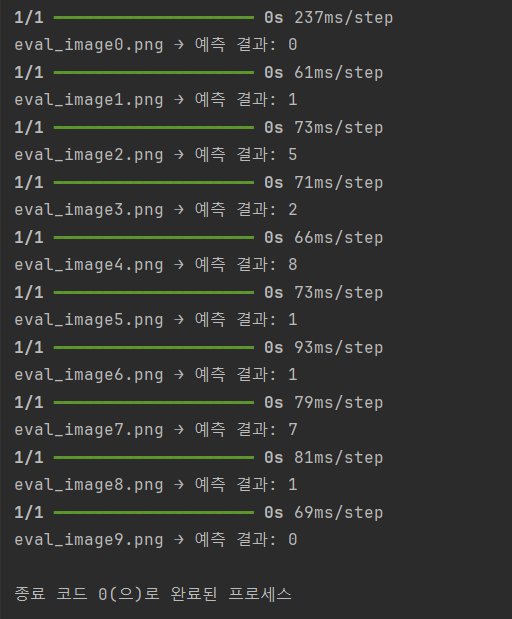 1/1 ━━━━━━━━━━━━━━━━━━━━ 0s 237ms/step
eval_image0.png → 예측 결과: 0
1/1 ━━━━━━━━━━━━━━━━━━━━ 0s 61ms/step
eval_image1.png → 예측 결과: 1
1/1 ━━━━━━━━━━━━━━━━━━━━ 0s 73ms/step
eval_image2.png → 예측 결과: 5
1/1 ━━━━━━━━━━━━━━━━━━━━ 0s 71ms/step
eval_image3.png → 예측 결과: 2
1/1 ━━━━━━━━━━━━━━━━━━━━ 0s 66ms/step
eval_image4.png → 예측 결과: 8
1/1 ━━━━━━━━━━━━━━━━━━━━ 0s 73ms/step
eval_image5.png → 예측 결과: 1
1/1 ━━━━━━━━━━━━━━━━━━━━ 0s 93ms/step
eval_image6.png → 예측 결과: 1
1/1 ━━━━━━━━━━━━━━━━━━━━ 0s 79ms/step
eval_image7.png → 예측 결과: 7
1/1 ━━━━━━━━━━━━━━━━━━━━ 0s 81ms/step
eval_image8.png → 예측 결과: 1
1/1 ━━━━━━━━━━━━━━━━━━━━ 0s 69ms/step
eval_image9.png → 예측 결과: 0
종료 코드 0(으)로 완료된 프로세스